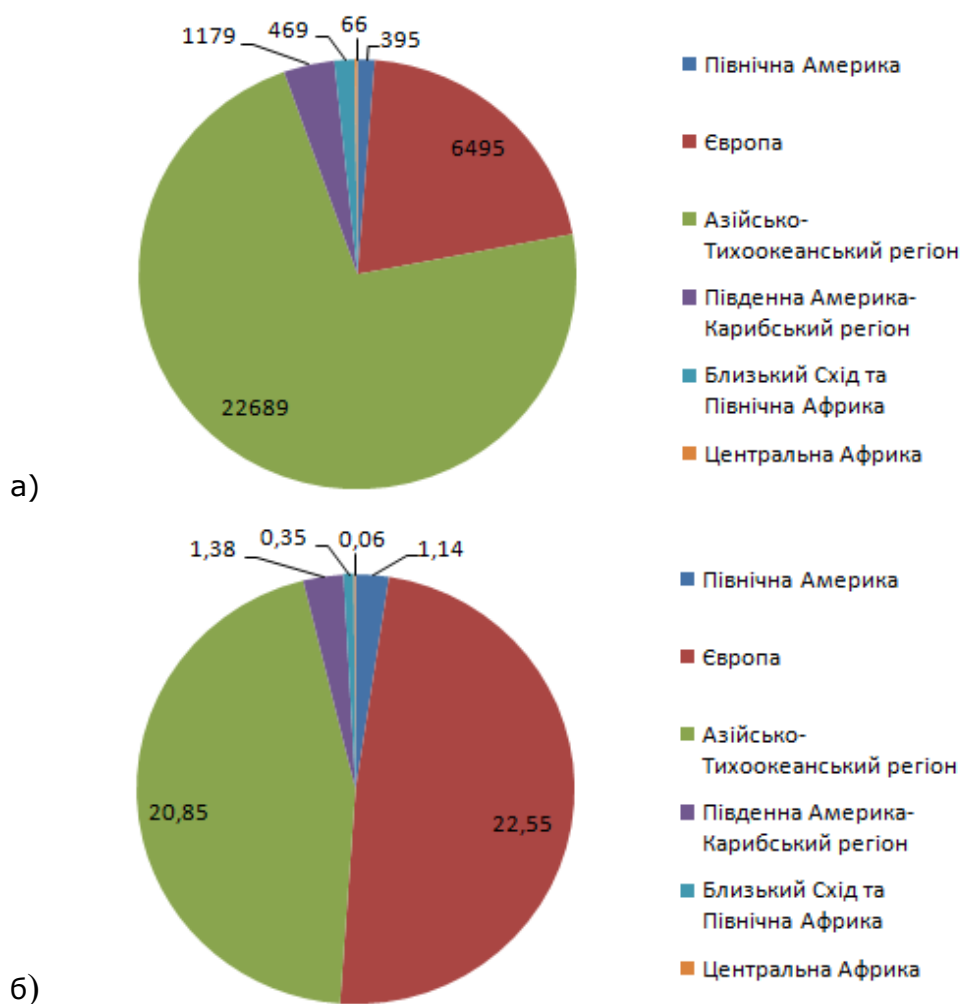 1179
469
66
395
6495
22689
Північна Америка
Європа
Азійсько-
Тихоокеанський регіон
Південна Америка-
Карибський регіон
Близький Схід та
Північна Африка
Центральна Африка
а)
1,38
0,35
0,06
1,14
20,85
22,55
Північна Америка
Європа
Азійсько-
Тихоокеанський регіон
Південна Америка-
Карибський регіон
Близький Схід та
Північна Африка
Центральна Африка
б)